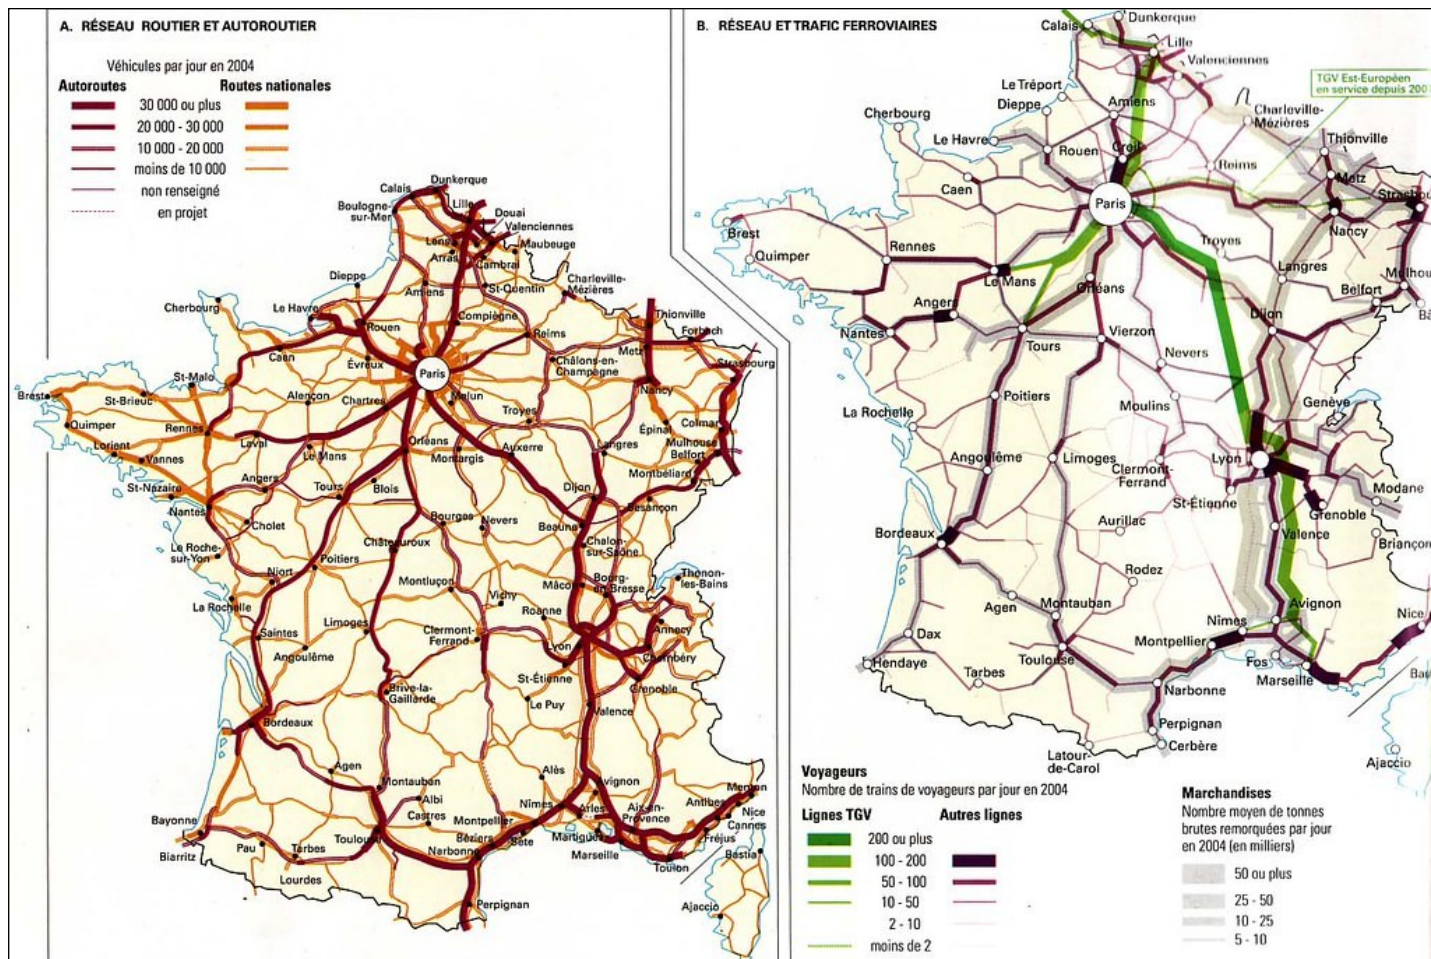 A. RÉSEAU ROUTIER ET AUTOROUTIER
Véhicules par jour en 2004
Autoroutes
Routes nationales
30 000 ou plus
20 000 - 30 000
10 000 - 20 000
moins de 10 000
non renseigné
en projet
Dunkerque
Calais
Boulogne-
sur-Mer
Lille
Douai
Valenciennes
Lens
Maubeuge
Arras
Cambrai
Dieppe
Amiens
St-Quentin
Charleville-
Mézières
Cherbourg
Le Havre
Rouen
Compiègne
Reims
Thionville
Forbach
Metz
Caen
Évreux
Paris
Châlons-en-
Champagne
Strasbourg
Nancy
St-Malo
Brest
St-Brieuc
Alençon
Chartres
Melun
Troyes
Quimper
Rennes
Laval
Orléans
Auxerre
Langres
Épinal
Colmar
Mulhouse
Belfort
Lorient
Vannes
Le Mans
Montargis
Montbéliard
St-Nazaire
Angers
Tours
Blois
Dijon
Besançon
Nantes
Cholet
Bourges
Nevers
Beaune
Le Roche-
sur-Yon
Châteauroux
Chalon-
sur-Saône
Poitiers
Niort
Montluçon
Mâcon
Bourg-
en-Bresse
Thonon-
les-Bains
La Rochelle
Vichy
Roanne
Saintes
Limoges
Clermont-
Ferrand
Annecy
Angoulême
Lyon
Chambéry
St-Étienne
Grenoble
Brive-la-
Gaillarde
Le Puy
Valence
Bordeaux
Agen
Alès
Avignon
Montauban
Albi
Nîmes
Arles
Aix-en-
Provence
Menton
Antibes
Nice
Cannes
Bayonne
Castres
Montpellier
Béziers
Sète
Martigues
Fréjus
Biarritz
Pau
Tarbes
Toulouse
Narbonne
Marseille
Toulon
Bastia
Lourdes
Perpignan
Ajaccio
B. RÉSEAU ET TRAFIC FERROVIAIRES
Dunkerque
Calais
Lille
Valenciennes
TGV Est-Européen
en service depuis 200
Le Tréport
Dieppe
Amiens
Charleville-
Mézières
Cherbourg
Le Havre
Rouen
Creil
Reims
Thionville
Metz
Caen
Paris
Strasbou
Brest
Nancy
Quimper
Rennes
Troyes
Langres
Le Mans
Orléans
Mulhou
Belfort
Angers
Nantes
Tours
Vierzon
Dijon
Nevers
Poitiers
Moulins
Genève
La Rochelle
Angoulême
Limoges
Clermont-
Ferrand
Lyon
St-Étienne
Modane
Grenoble
Bordeaux
Aurillac
Valence
Briançon
Rodez
Agen
Montauban
Avignon
Nîmes
Nice
Dax
Montpellier
Toulouse
Hendaye
Tarbes
Fos
Marseille
Narbonne
Perpignan
Cerbère
Latour-
de-Carol
Ajaccio
Voyageurs
Nombre de trains de voyageurs par jour en 2004
Lignes TGV
Autres lignes
200 ou plus
100 - 200
50 - 100
10 - 50
2 - 10
moins de 2
Marchandises
Nombre moyen de tonnes
brutes remorquées par jour
en 2004 (en milliers)
50 ou plus
25 - 50
10 - 25
5 - 10